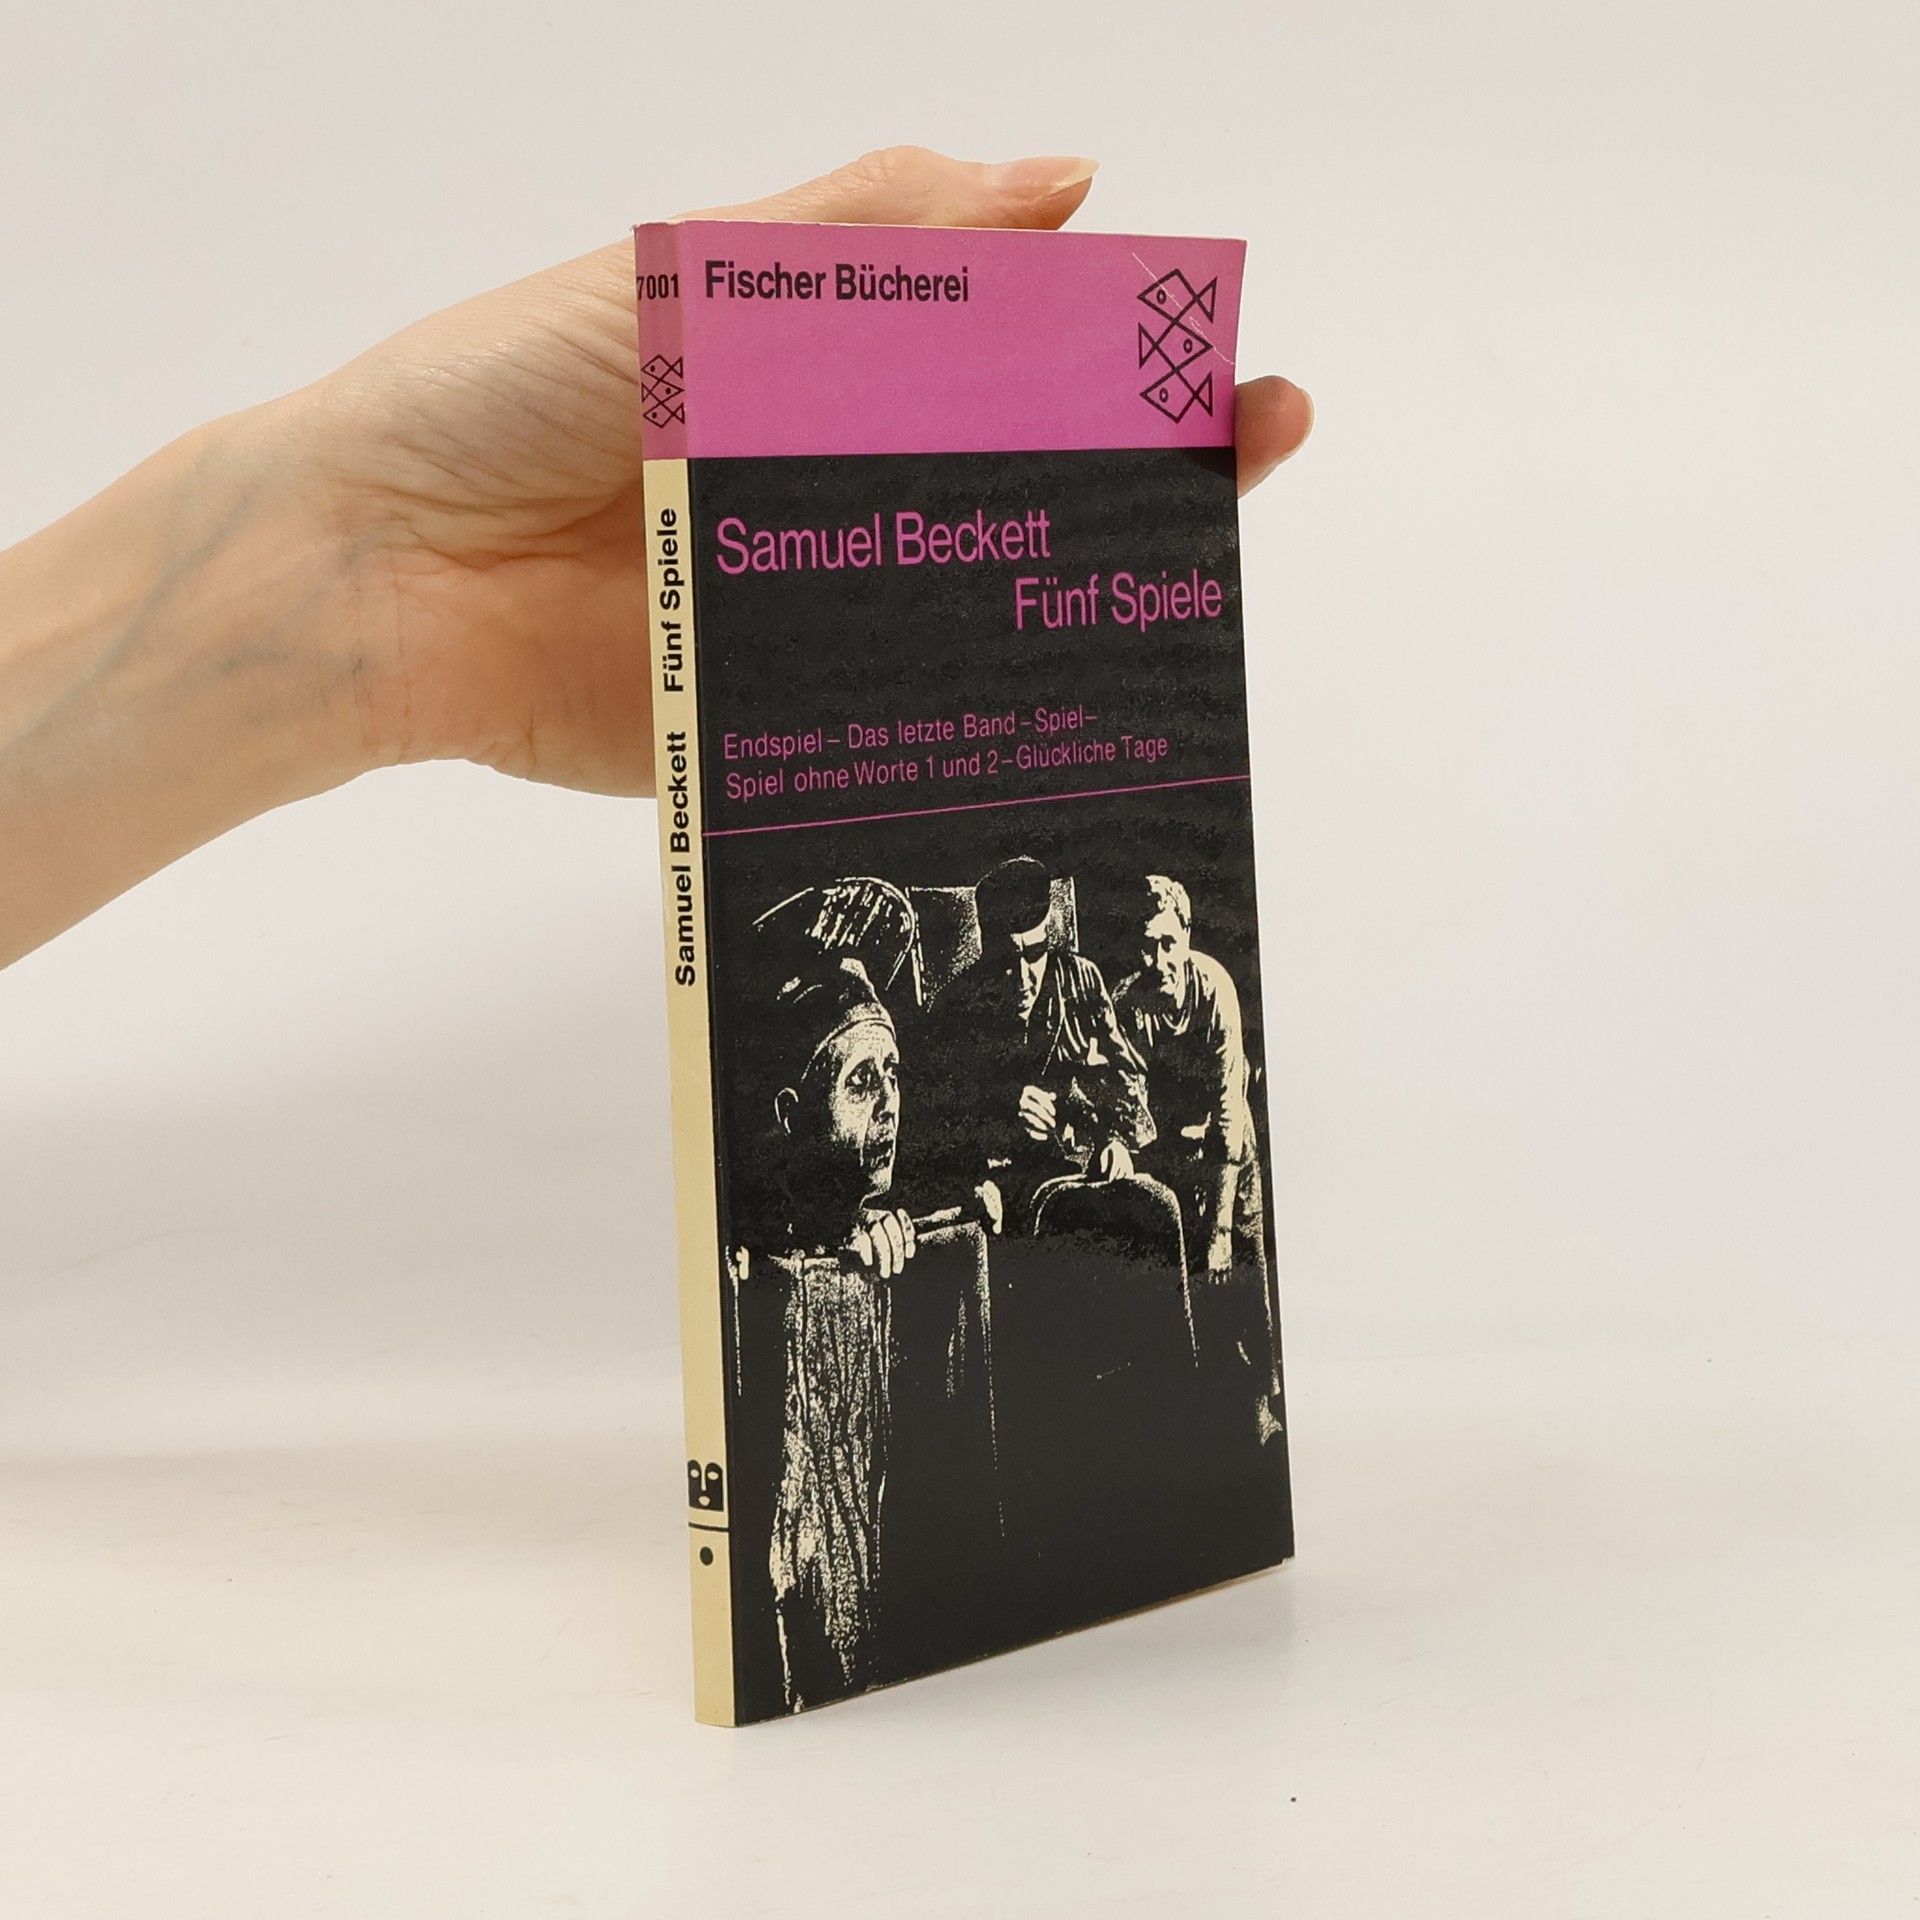 7001
Fischer Bücherei
Samuel Beckett
Fünf Spiele
Endspiel – Das letzte Band – Spiel –
Spiel ohne Worte 1 und 2 – Glückliche Tage
Samuel Beckett Fünf Spiele